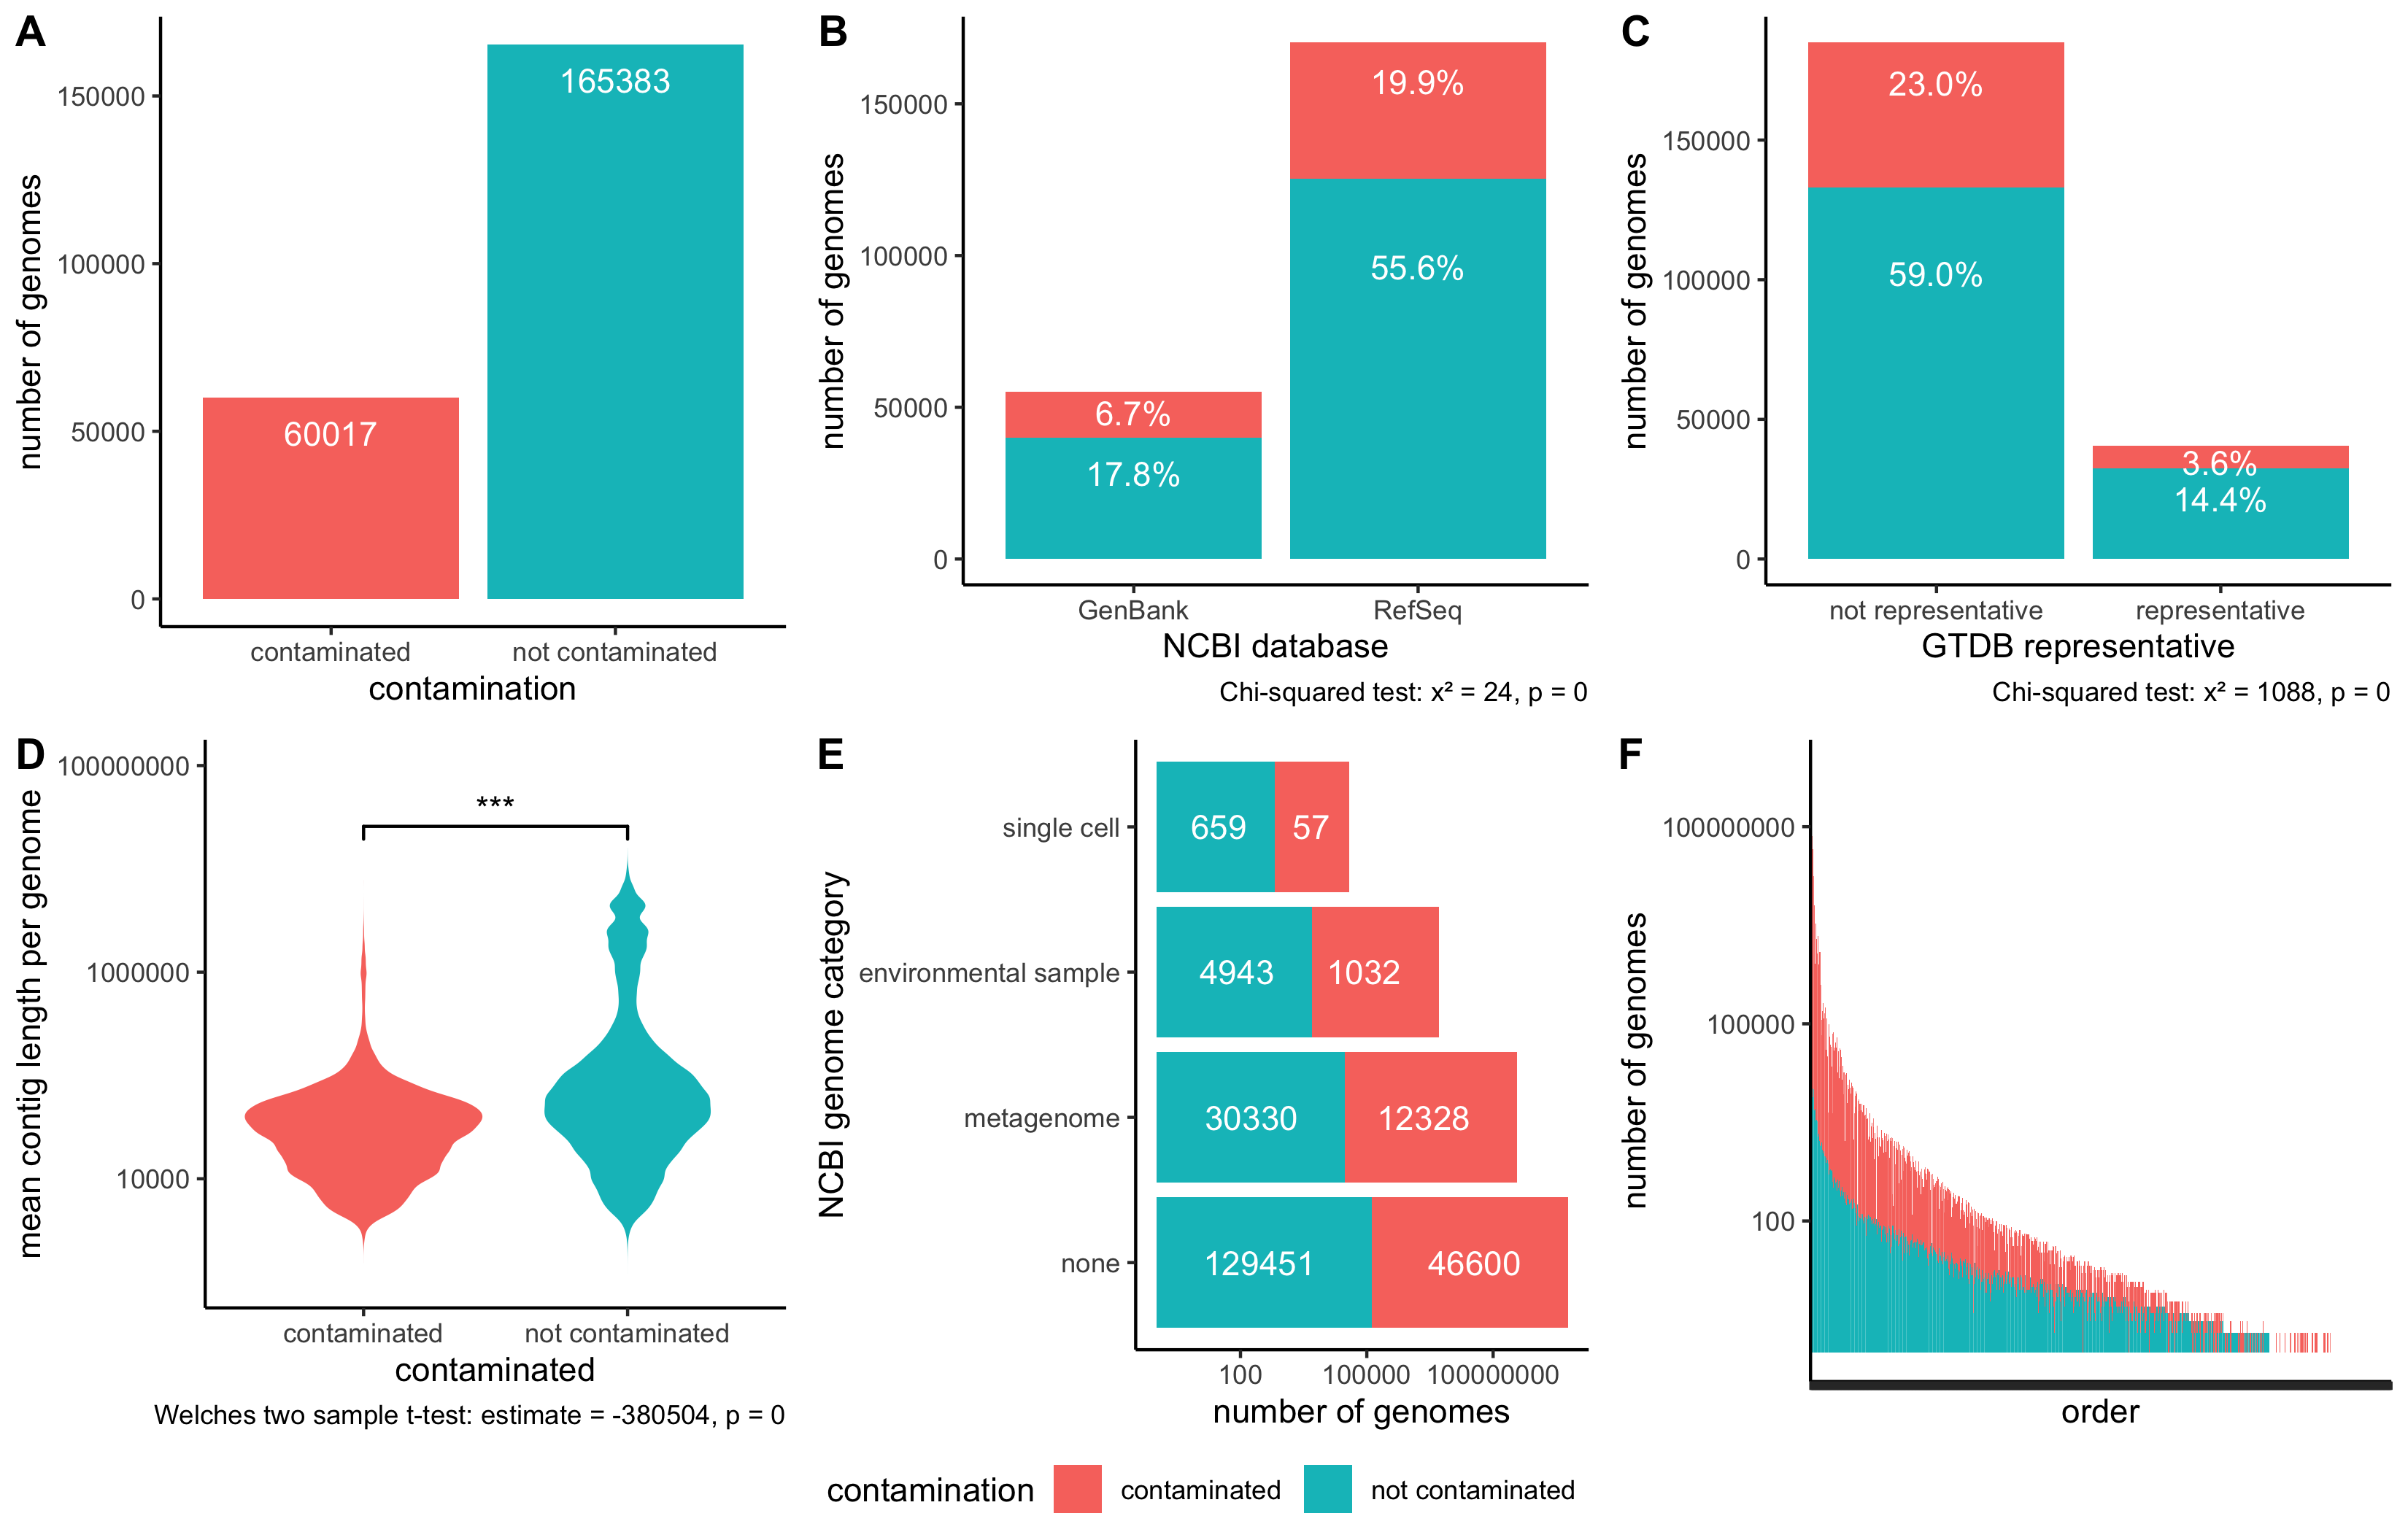 A
number of genomes
150000
100000
50000
0
165383
60017
contaminated
not contaminated
contamination
B
number of genomes
150000
100000
50000
0
19.9%
55.6%
6.7%
17.8%
GenBank
RefSeq
NCBI database
Chi-squared test: x² = 24, p = 0
C
number of genomes
150000
100000
50000
0
23.0%
59.0%
3.6%
14.4%
not representative
representative
GTDB representative
Chi-squared test: x² = 1088, p = 0
D
mean contig length per genome
100000000
1000000
10000
***
contaminated
not contaminated
contaminated
Welches two sample t-test: estimate = -380504, p = 0
E
NCBI genome category
single cell
659
57
environmental sample
4943
1032
metagenome
30330
12328
none
129451
46600
100
100000
100000000
number of genomes
F
number of genomes
100000000
100000
100
order
contamination
contaminated
not contaminated